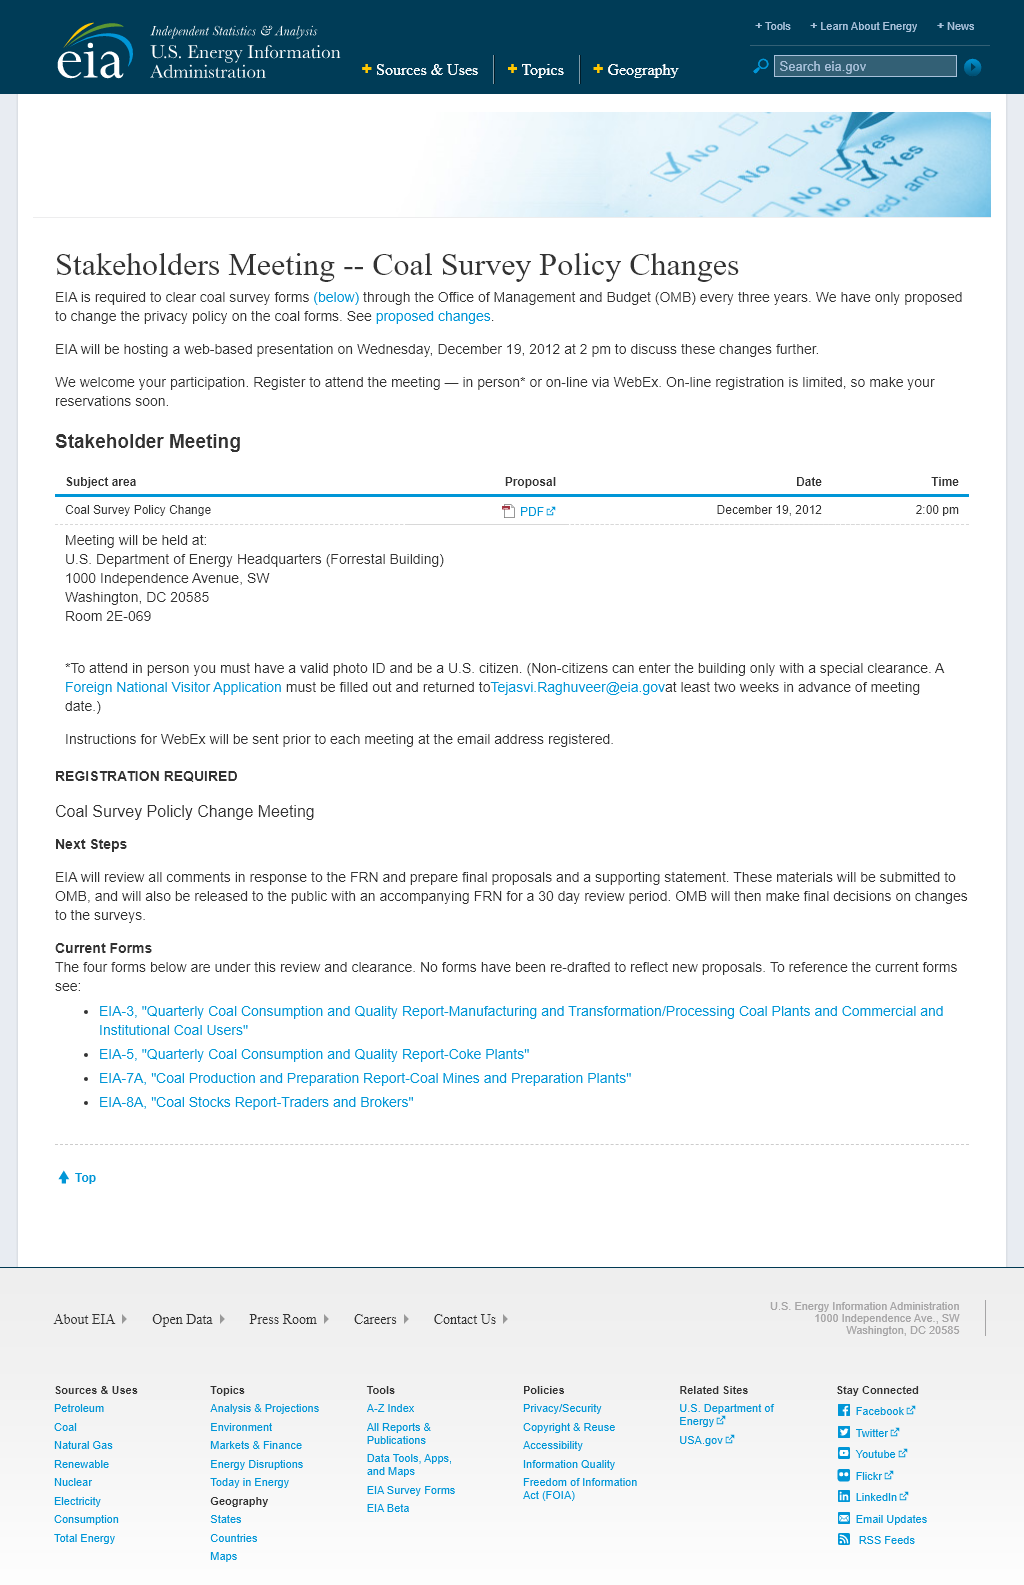 + Tools + Learn About Energy + News
eia
Independent Statistics & Analysis
U.S. Energy Information
Administration
+ Sources & Uses + Topics + Geography
Search eia.gov
No Yes
No Yes
No Yes
No
red, and
Stakeholders Meeting -- Coal Survey Policy Changes
EIA is required to clear coal survey forms (below) through the Office of Management and Budget (OMB) every three years. We have only proposed
to change the privacy policy on the coal forms. See proposed changes.
EIA will be hosting a web-based presentation on Wednesday, December 19, 2012 at 2 pm to discuss these changes further.
We welcome your participation. Register to attend the meeting — in person* or on-line via WebEx. On-line registration is limited, so make your
reservations soon.
Stakeholder Meeting
Subject area Proposal Date Time
Coal Survey Policy Change PDF December 19, 2012 2:00 pm
Meeting will be held at:
U.S. Department of Energy Headquarters (Forrestal Building)
1000 Independence Avenue, SW
Washington, DC 20585
Room 2E-069
*To attend in person you must have a valid photo ID and be a U.S. citizen. (Non-citizens can enter the building only with a special clearance. A
Foreign National Visitor Application must be filled out and returned toTejasvi.Raghuveer@eia.govat least two weeks in advance of meeting
date.)
Instructions for WebEx will be sent prior to each meeting at the email address registered.
REGISTRATION REQUIRED
Coal Survey Policly Change Meeting
Next Steps
EIA will review all comments in response to the FRN and prepare final proposals and a supporting statement. These materials will be submitted to
OMB, and will also be released to the public with an accompanying FRN for a 30 day review period. OMB will then make final decisions on changes
to the surveys.
Current Forms
The four forms below are under this review and clearance. No forms have been re-drafted to reflect new proposals. To reference the current forms
see:
• EIA-3, "Quarterly Coal Consumption and Quality Report-Manufacturing and Transformation/Processing Coal Plants and Commercial and
Institutional Coal Users"
• EIA-5, "Quarterly Coal Consumption and Quality Report-Coke Plants"
• EIA-7A, "Coal Production and Preparation Report-Coal Mines and Preparation Plants"
• EIA-8A, "Coal Stocks Report-Traders and Brokers"
Top
About EIA Open Data Press Room Careers Contact Us
U.S. Energy Information Administration
1000 Independence Ave., SW
Washington, DC 20585
Sources & Uses
Petroleum
Coal
Natural Gas
Renewable
Nuclear
Electricity
Consumption
Total Energy
Topics
Analysis & Projections
Environment
Markets & Finance
Energy Disruptions
Today in Energy
Geography
States
Countries
Maps
Tools
A-Z Index
All Reports &
Publications
Data Tools, Apps,
and Maps
EIA Survey Forms
EIA Beta
Policies
Privacy/Security
Copyright & Reuse
Accessibility
Information Quality
Freedom of Information
Act (FOIA)
Related Sites
U.S. Department of
Energy
USA.gov
Stay Connected
Facebook
Twitter
Youtube
Flickr
LinkedIn
Email Updates
RSS Feeds